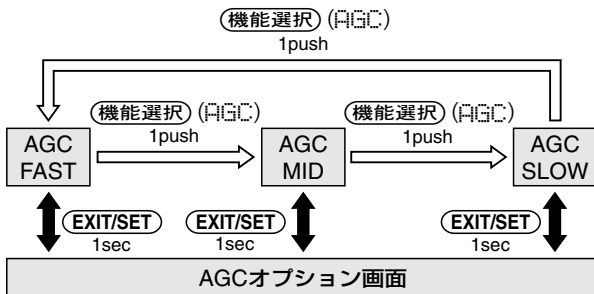 機能選択 (AGC)
1push
機能選択 (AGC) 機能選択 (AGC)
1push 1push
AGC AGC AGC
FAST MID SLOW
EXIT/SET EXIT/SET EXIT/SET
1sec 1sec 1sec
AGCオプション画面